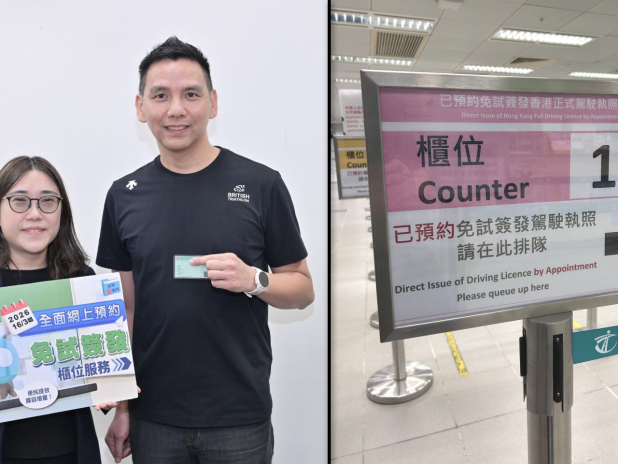 BRITISH
TRIATHLON
2026
16/3起
全面網上預約
免試簽發
櫃位服務
已預約免試簽發香港正式駕駛執照
Direct Issue of Hong Kong Full Driving Licence by Appointment
櫃位
Counter
1
已預約免試簽發駕駛執照
請在此排隊
Direct Issue of Driving Licence by Appointment
Please queue up here